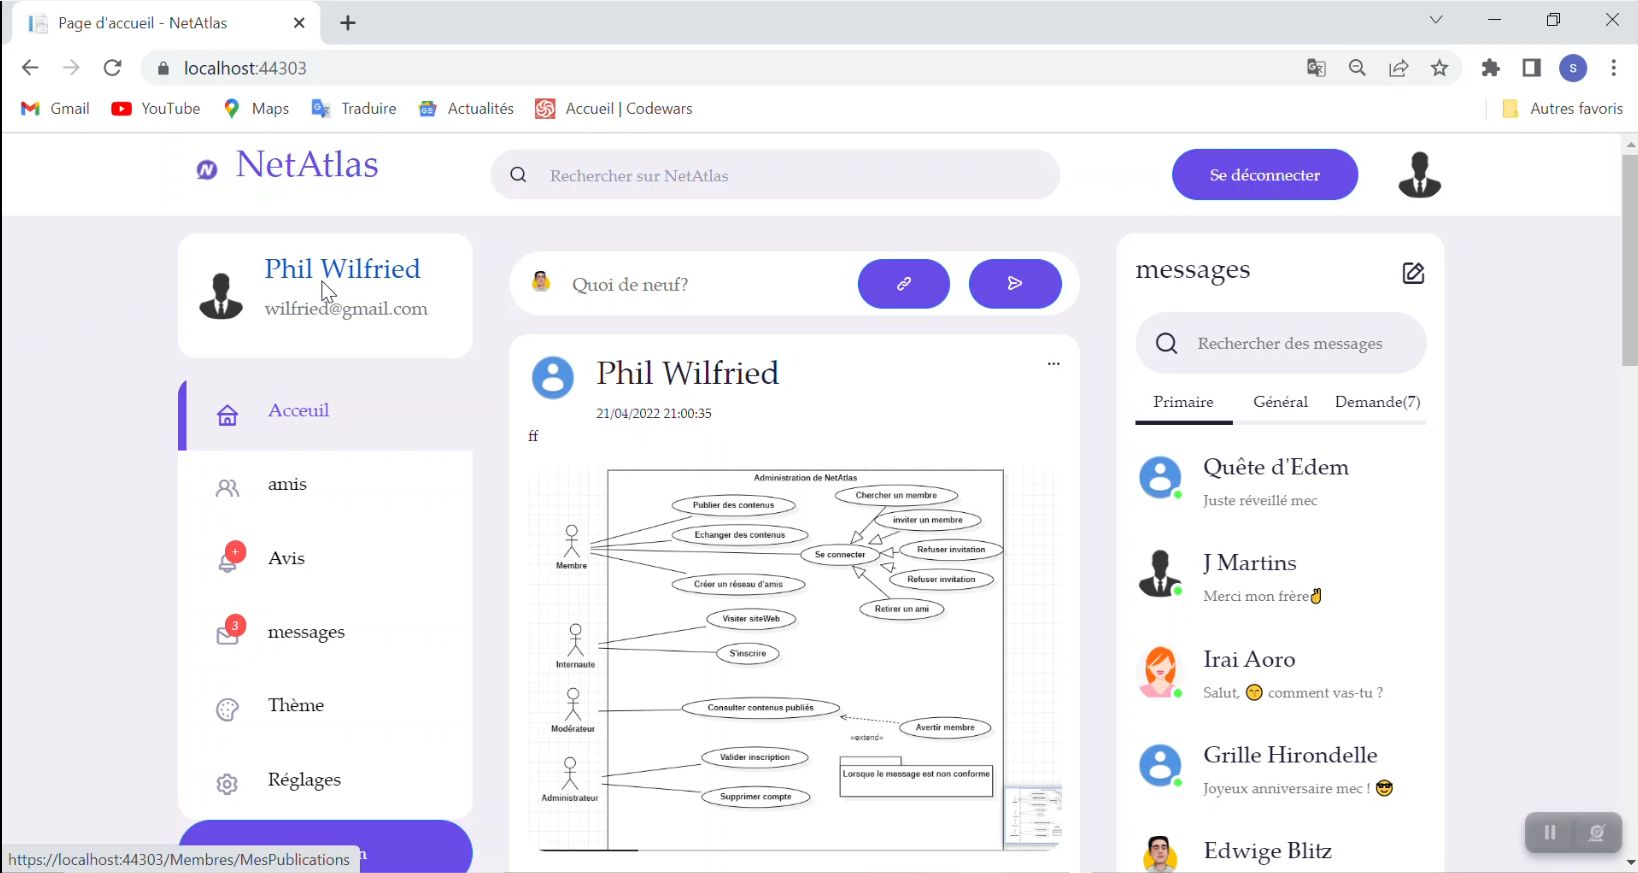 Page d'accueil - NetAtlas
localhost:44303
Gmail
YouTube
Maps
Traduire
Actualités
Accueil | Codewars
Autres favoris
NetAtlas
Rechercher sur NetAtlas
Se déconnecter
Phil Wilfried
wilfried@gmail.com
Acceuil
amis
+
Avis
3
messages
Thème
Réglages
n
https://localhost:44303/Membres/MesPublications
Quoi de neuf?
Phil Wilfried
...
21/04/2022 21:00:35
ff
Administration de NetAtlas
Chercher un membre
Publier des contenus
inviter un membre
Echanger des contenus
Se connecter
Refuser invitation
Membre
Refuser invitation
Créer un réseau d'amis
Retirer un ami
Visiter siteWeb
S'inscrire
Internaute
Consulter contenus publiés
Modérateur
Avertir membre
«extend»
Valider inscription
Lorsque le message est non conforme
Administrateur
Supprimer compte
messages
Rechercher des messages
Primaire
Général
Demande(7)
Quête d'Edem
Juste réveillé mec
J Martins
Merci mon frère✌
Irai Aoro
Salut, 😁 comment vas-tu ?
Grille Hirondelle
Joyeux anniversaire mec ! 😎
Edwige Blitz